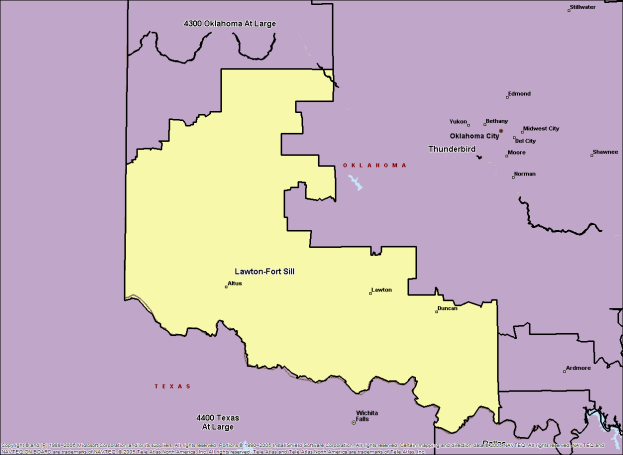 Stillwater
4300 Oklahoma At Large
Edmond
Yukon
Bethany
Midwest City
Oklahoma City
Del City
Thunderbird
Moore
Shawnee
OKLAHOMA
Norman
Lawton-Fort Sill
Altus
Lawton
Duncan
Ardmore
TEXAS
4400 Texas
At Large
Wichita
Falls